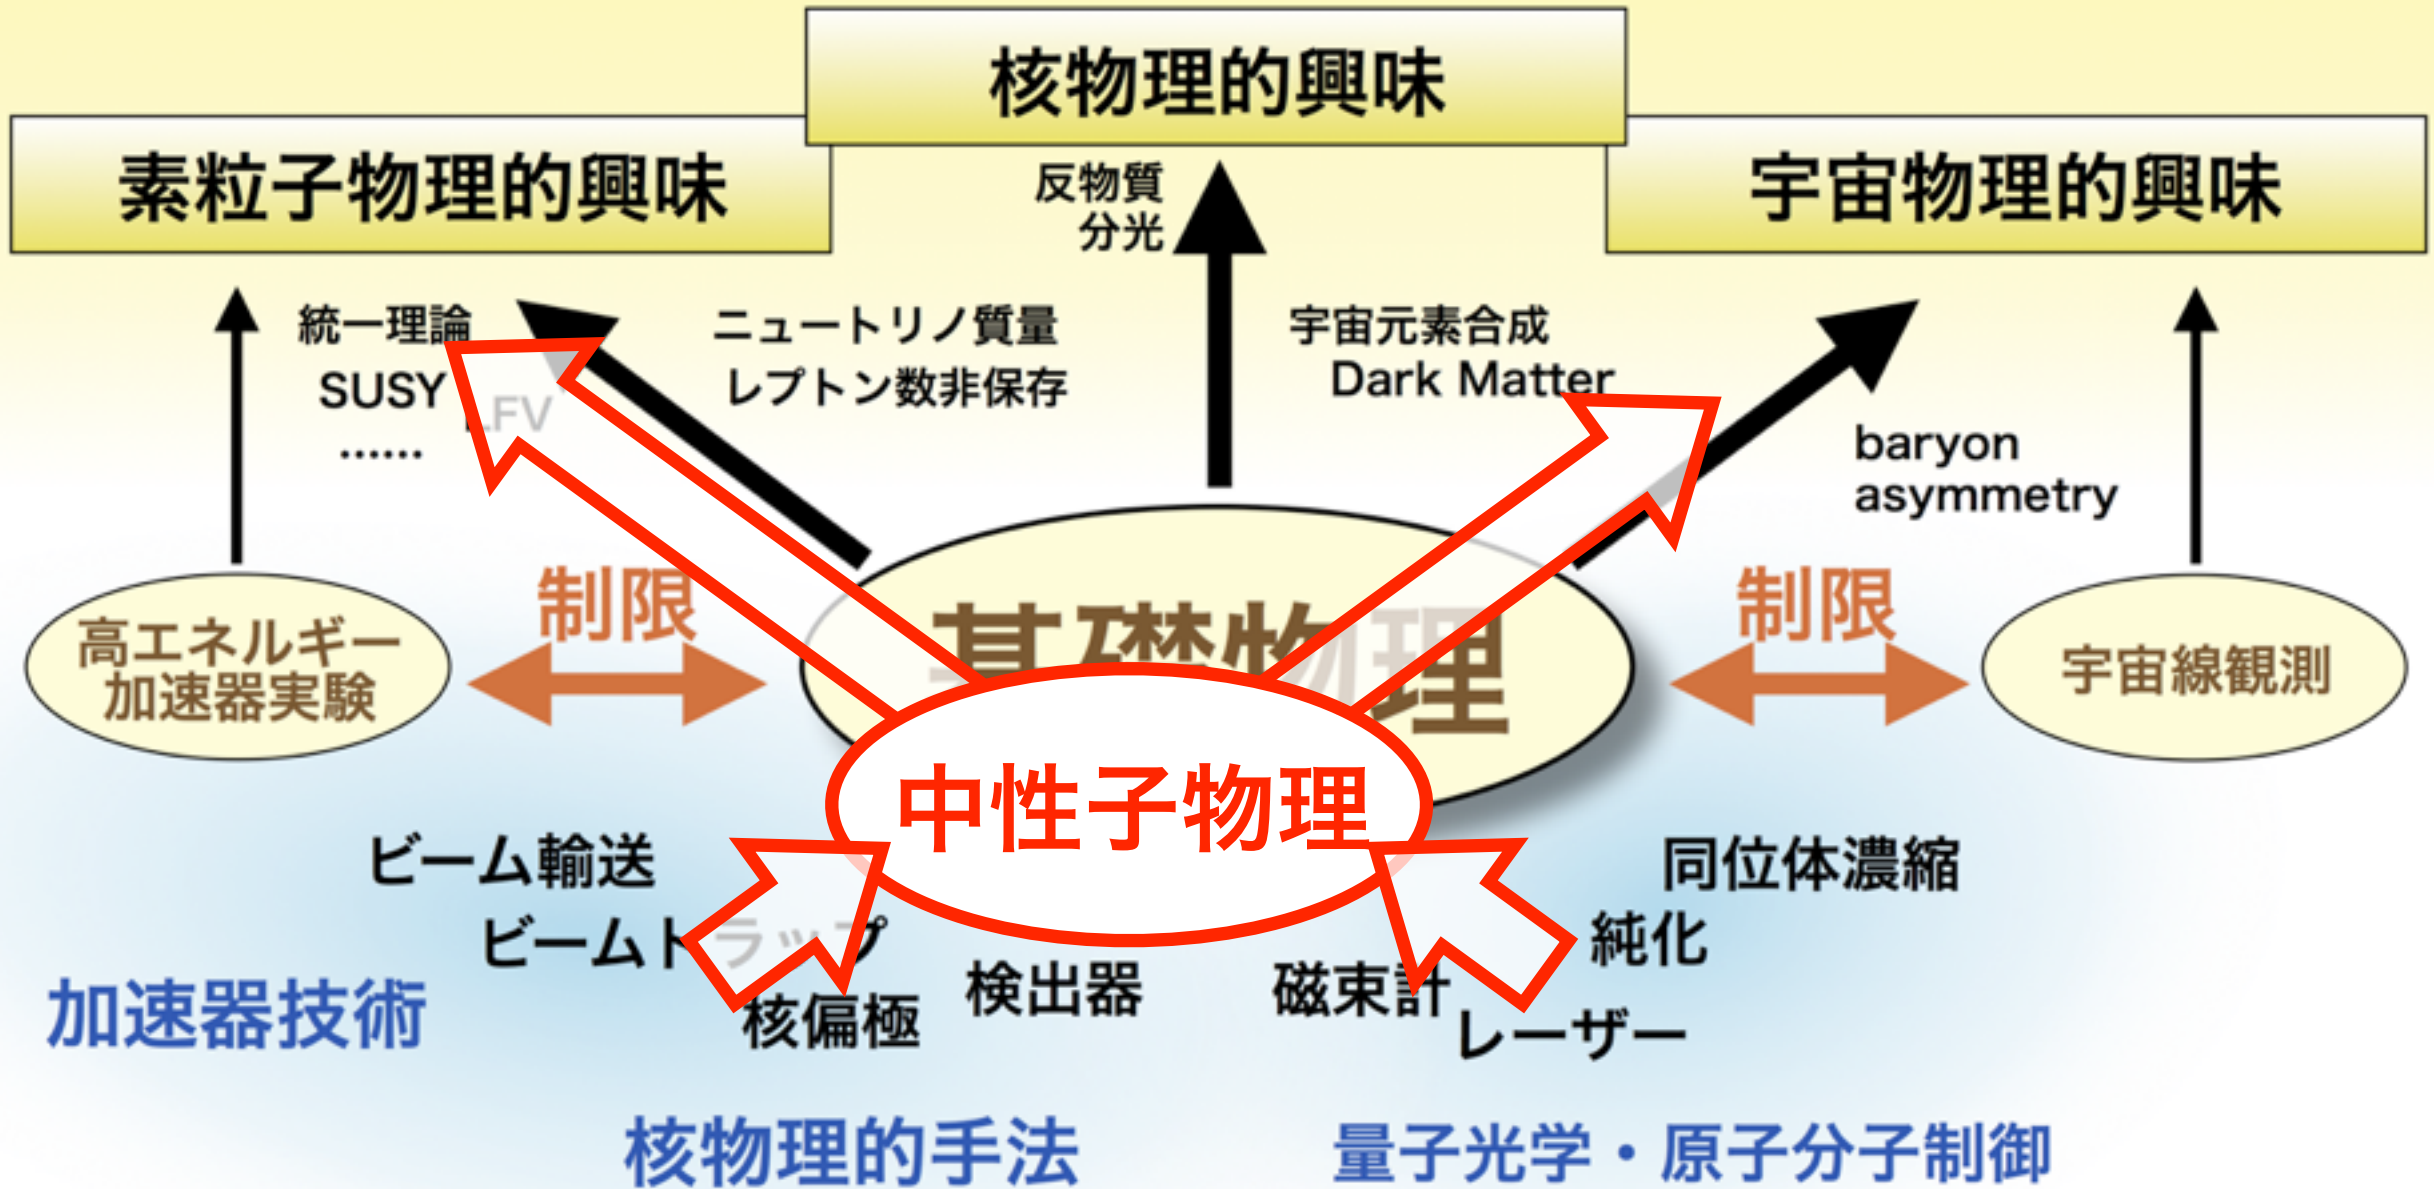 核物理的興味
素粒子物理的興味
宇宙物理的興味
反物質
分光
統一理論
SUSY
LFV
......
ニュートリノ質量
レプトン数非保存
宇宙元素合成
Dark Matter
baryon
asymmetry
制限
制限
高エネルギー
加速器実験
基礎物理
宇宙線観測
中性子物理
ビーム輸送
ビームトラップ
核偏極
検出器
磁束計
レーザー
同位体濃縮
純化
加速器技術
核物理的手法
量子光学・原子分子制御